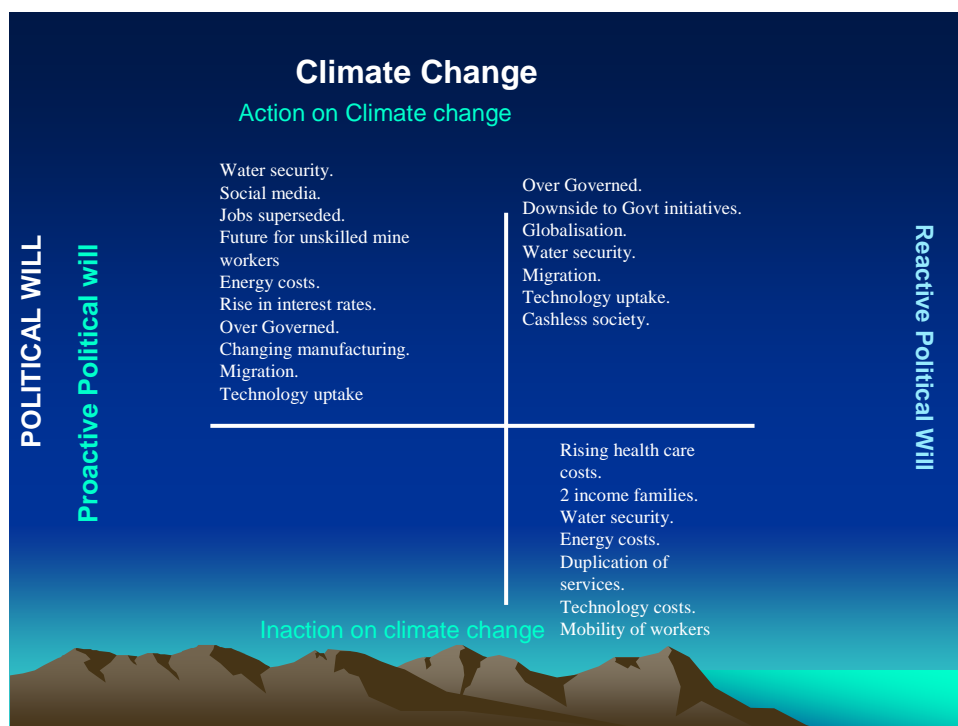 Climate Change
Action on Climate change
POLITICAL WILL
Proactive Political will
Water security.
Social media.
Jobs superseded.
Future for unskilled mine
workers
Energy costs.
Rise in interest rates.
Over Governed.
Changing manufacturing.
Migration.
Technology uptake
Over Governed.
Downside to Govt initiatives.
Globalisation.
Water security.
Migration.
Technology uptake.
Cashless society.
Reactive Political Will
Rising health care
costs.
2 income families.
Water security.
Energy costs.
Duplication of
services.
Technology costs.
Mobility of workers
Inaction on climate change